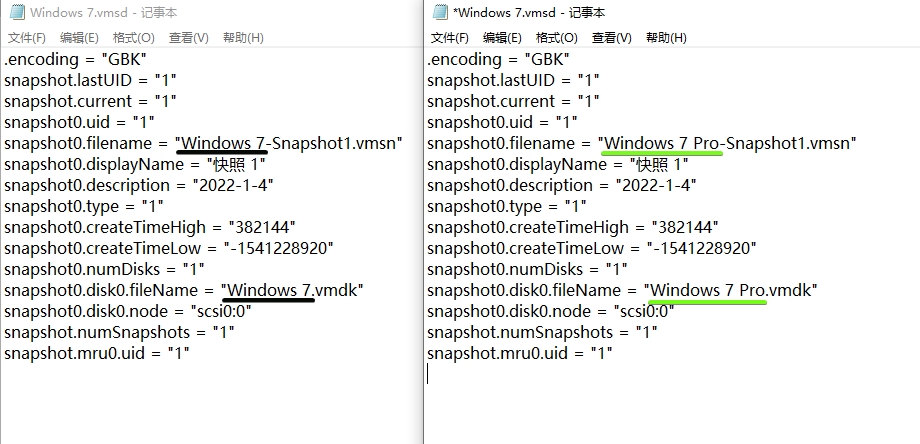 Windows 7.vmsd - 记事本
文件(F) 编辑(E) 格式(O) 查看(V) 帮助(H)
.encoding = "GBK"
snapshot.lastUID = "1"
snapshot.current = "1"
snapshot0.uid = "1"
snapshot0.filename = "Windows 7-Snapshot1.vmsn"
snapshot0.displayName = "快照 1"
snapshot0.description = "2022-1-4"
snapshot0.type = "1"
snapshot0.createTimeHigh = "382144"
snapshot0.createTimeLow = "-1541228920"
snapshot0.numDisks = "1"
snapshot0.disk0.fileName = "Windows 7.vmdk"
snapshot0.disk0.node = "scsi0:0"
snapshot.numSnapshots = "1"
snapshot.mru0.uid = "1"
*Windows 7.vmsd - 记事本
文件(F) 编辑(E) 格式(O) 查看(V) 帮助(H)
.encoding = "GBK"
snapshot.lastUID = "1"
snapshot.current = "1"
snapshot0.uid = "1"
snapshot0.filename = "Windows 7 Pro-Snapshot1.vmsn"
snapshot0.displayName = "快照 1"
snapshot0.description = "2022-1-4"
snapshot0.type = "1"
snapshot0.createTimeHigh = "382144"
snapshot0.createTimeLow = "-1541228920"
snapshot0.numDisks = "1"
snapshot0.disk0.fileName = "Windows 7 Pro.vmdk"
snapshot0.disk0.node = "scsi0:0"
snapshot.numSnapshots = "1"
snapshot.mru0.uid = "1"